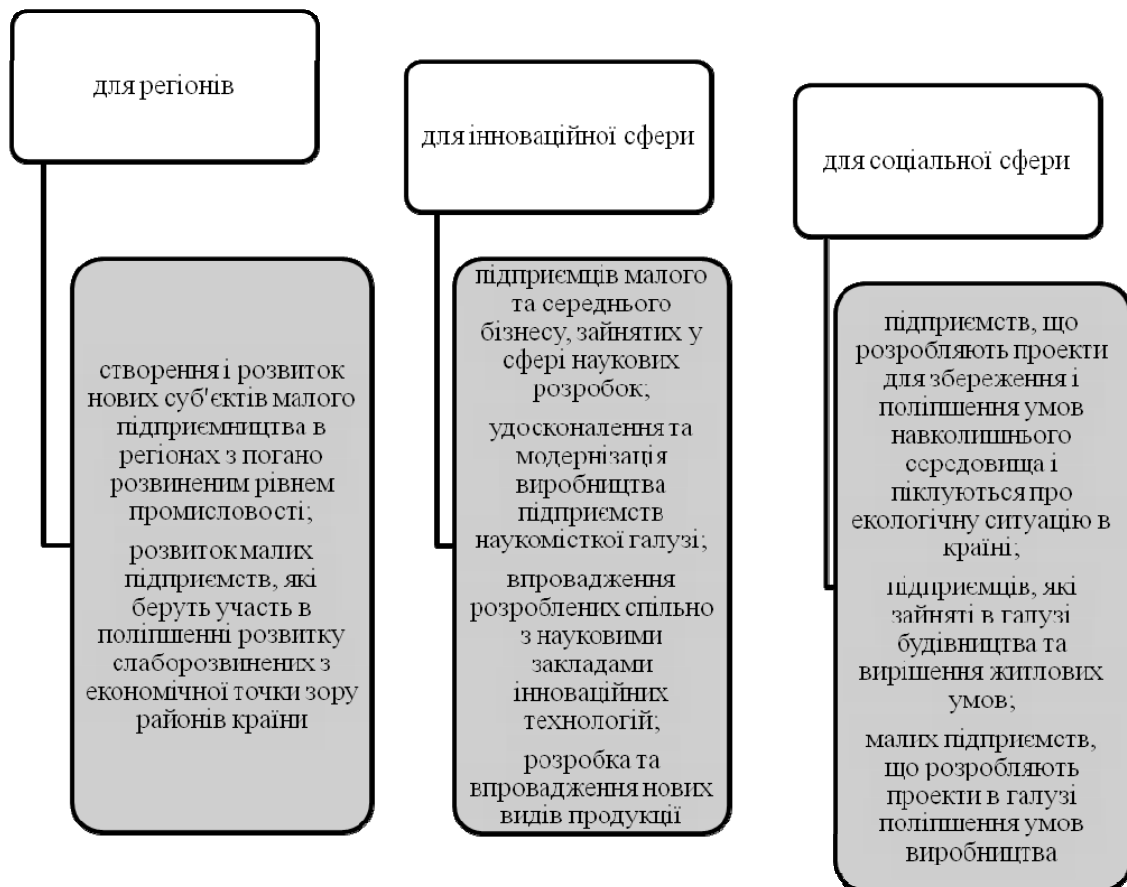 для регіонів
створення і розвиток
нових суб'єктів малого
підприємництва в
регіонах з погано
розвиненим рівнем
промисловості;
розвиток малих
підприємств, які
беруть участь в
поліпшенні розвитку
слаборозвинених з
економічної точки зору
районів країни
для інноваційної сфери
підприємців малого
та середнього
бізнесу, зайнятих у
сфері наукових
розробок;
удосконалення та
модернізація
виробництва
підприємств
наукомісткої галузі;
впровадження
розроблених спільно
з науковими
закладами
інноваційних
технологій;
розробка та
впровадження нових
видів продукції
для соціальної сфери
підприємств, що
розробляють проекти
для збереження і
поліпшення умов
навколишнього
середовища і
піклуються про
екологічну ситуацію в
країні;
підприємців, які
зайняті в галузі
будівництва та
вирішення житлових
умов;
малих підприємств,
що розробляють
проекти в галузі
поліпшення умов
виробництва